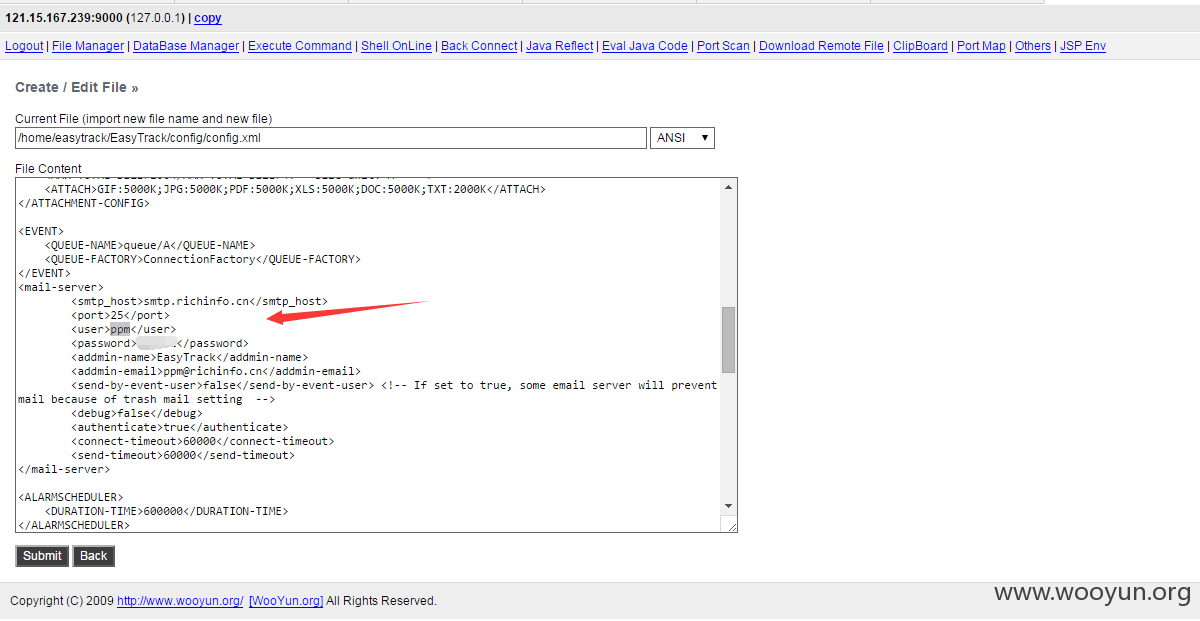 121.15.167.239:9000 (127.0.0.1) | copy
Logout | File Manager | DataBase Manager | Execute Command | Shell OnLine | Back Connect | Java Reflect | Eval Java Code | Port Scan | Download Remote File | ClipBoard | Port Map | Others | JSP Env
Create / Edit File »
Current File (import new file name and new file)
/home/easytrack/EasyTrack/config/config.xml ANSI
File Content
<ATTACH>GIF:5000K;JPG:5000K;PDF:5000K;XLS:5000K;DOC:5000K;TXT:2000K</ATTACH>
</ATTACHMENT-CONFIG>
<EVENT>
<QUEUE-NAME>queue/A</QUEUE-NAME>
<QUEUE-FACTORY>ConnectionFactory</QUEUE-FACTORY>
</EVENT>
<mail-server>
<smtp_host>smtp.richinfo.cn</smtp_host>
<port>25</port>
<user>ppm</user>
<password></password>
<addmin-name>EasyTrack</addmin-name>
<addmin-email>ppm@richinfo.cn</addmin-email>
<send-by-event-user>false</send-by-event-user> <!-- If set to true, some email server will prevent
mail because of trash mail setting -->
<debug>false</debug>
<authenticate>true</authenticate>
<connect-timeout>60000</connect-timeout>
<send-timeout>60000</send-timeout>
</mail-server>
<ALARMSCHEDULER>
<DURATION-TIME>600000</DURATION-TIME>
</ALARMSCHEDULER>
Submit Back
Copyright (C) 2009 http://www.wooyun.org/ [WooYun.org] All Rights Reserved.
www.wooyun.org